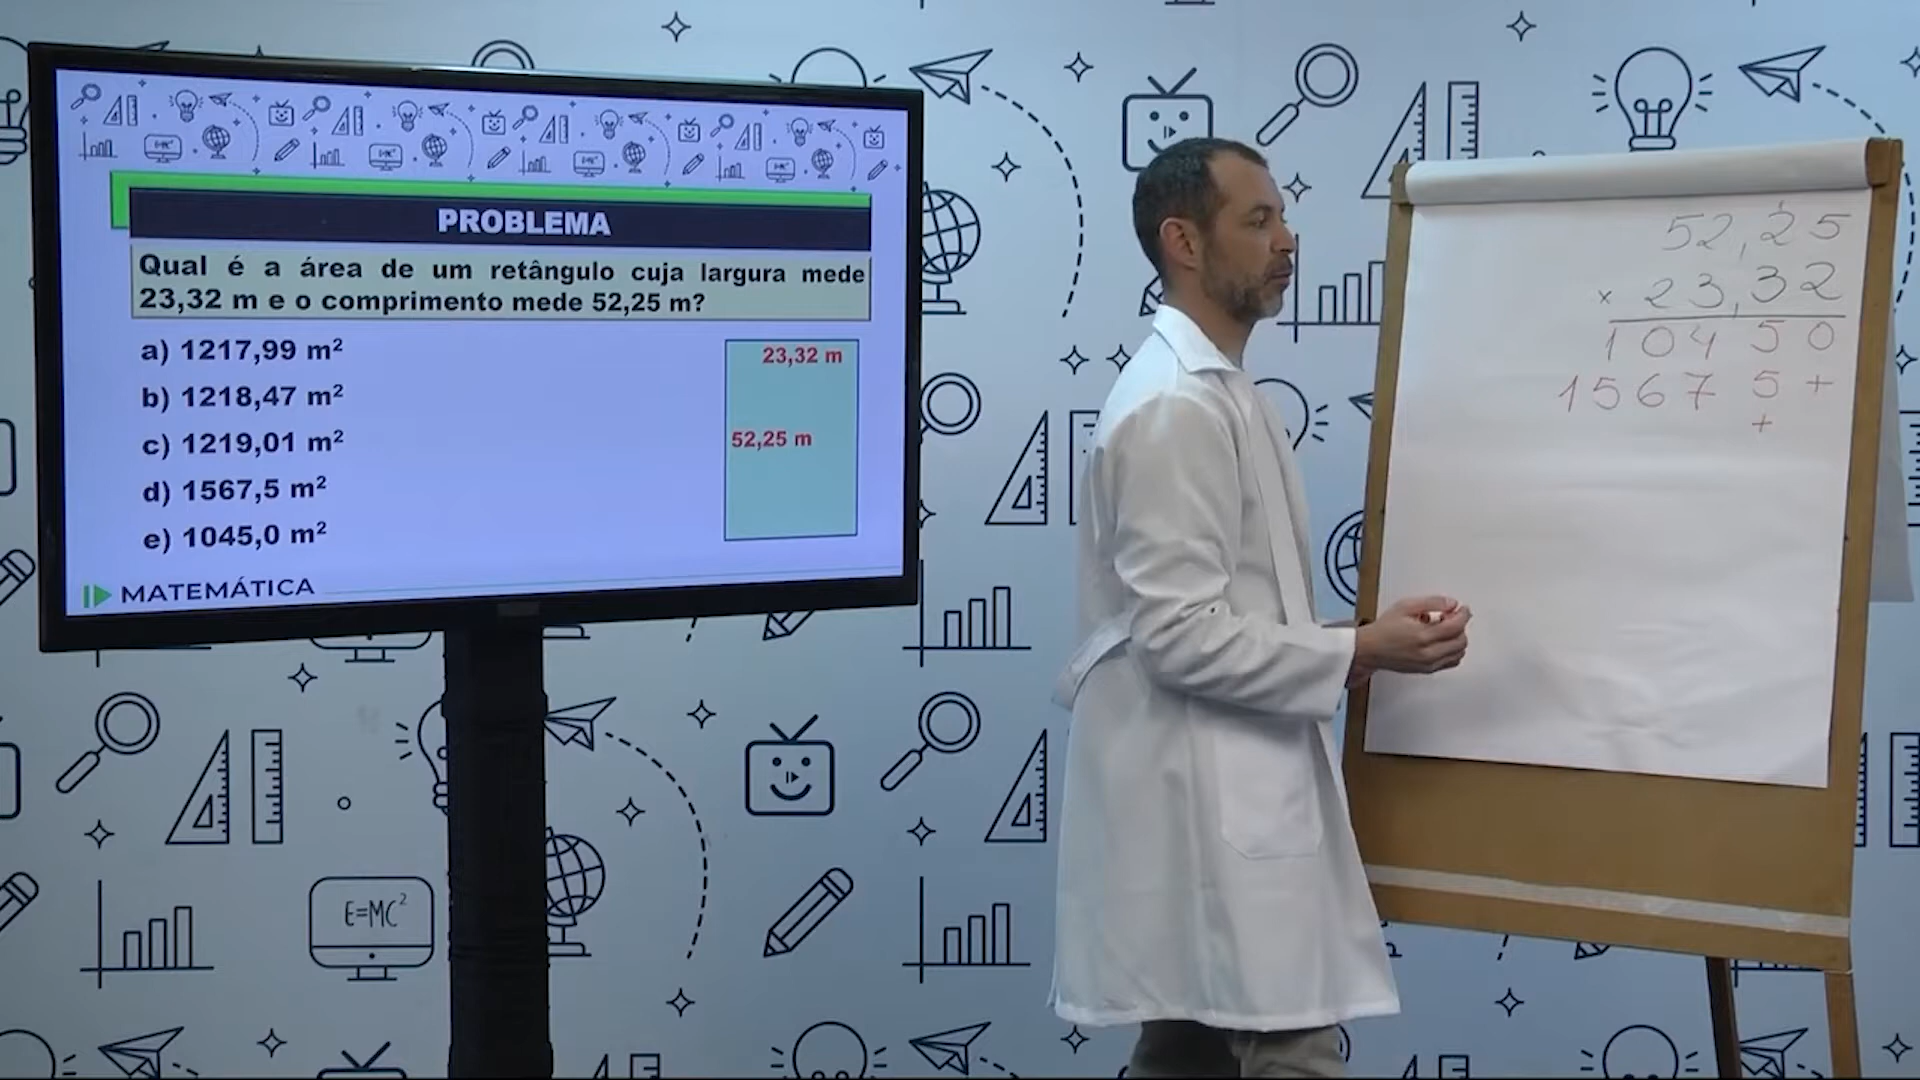 PROBLEMA
Qual é a área de um retângulo cuja largura mede
23,32 m e o comprimento mede 52,25 m?
a) 1217,99 m²
b) 1218,47 m²
c) 1219,01 m²
d) 1567,5 m²
e) 1045,0 m²
23,32 m
52,25 m
MATEMÁTICA
52,25
× 23,32
10450
15675+
+
E=MC²